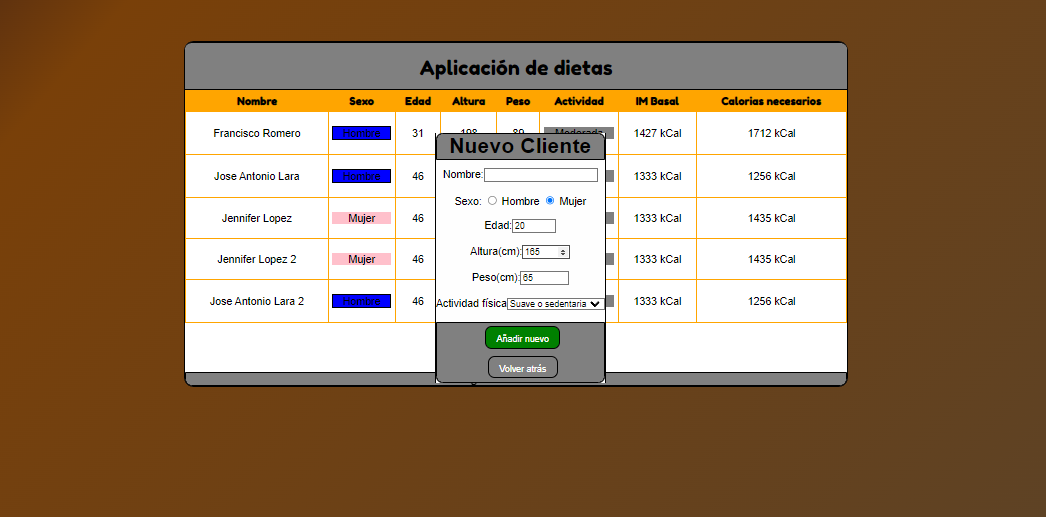 Aplicación de dietas
Nombre Sexo Edad Altura Peso Actividad IM Basal Calorias necesarios
Francisco Romero Hombre 31 198 89 Moderada 1427 kCal 1712 kCal
Jose Antonio Lara Hombre 46 1333 kCal 1256 kCal
Jennifer Lopez Mujer 46 1333 kCal 1435 kCal
Jennifer Lopez 2 Mujer 46 1333 kCal 1435 kCal
Jose Antonio Lara 2 Hombre 46 1333 kCal 1256 kCal
Nuevo Cliente
Nombre:
Sexo: Hombre Mujer
Edad: 20
Altura(cm): 165
Peso(cm): 65
Actividad física Suave o sedentaria
Añadir nuevo
Volver atrás